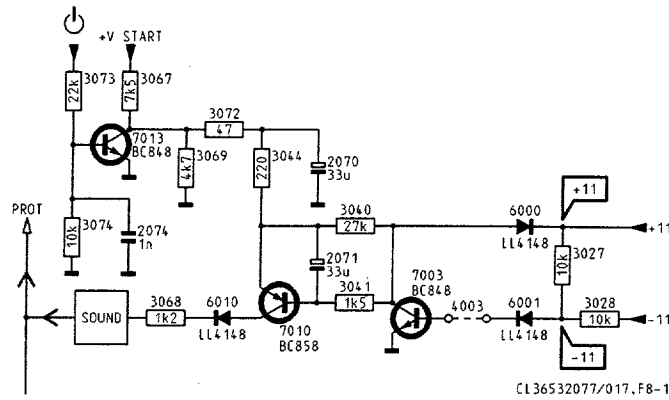 +V START
3073
22k
3067
7k5
3072
47
7013
BC848
3069
4k7
3044
220
2070
33u
PROT
3074
10k
2074
1n
3040
27k
6000
LL4148
+11
+11
2071
33u
3041
1k5
7003
BC848
3027
10k
SOUND
3068
1k2
6010
LL4148
7010
BC858
4003
6001
LL4148
3028
10k
-11
-11
CL36532077/017,F8-1